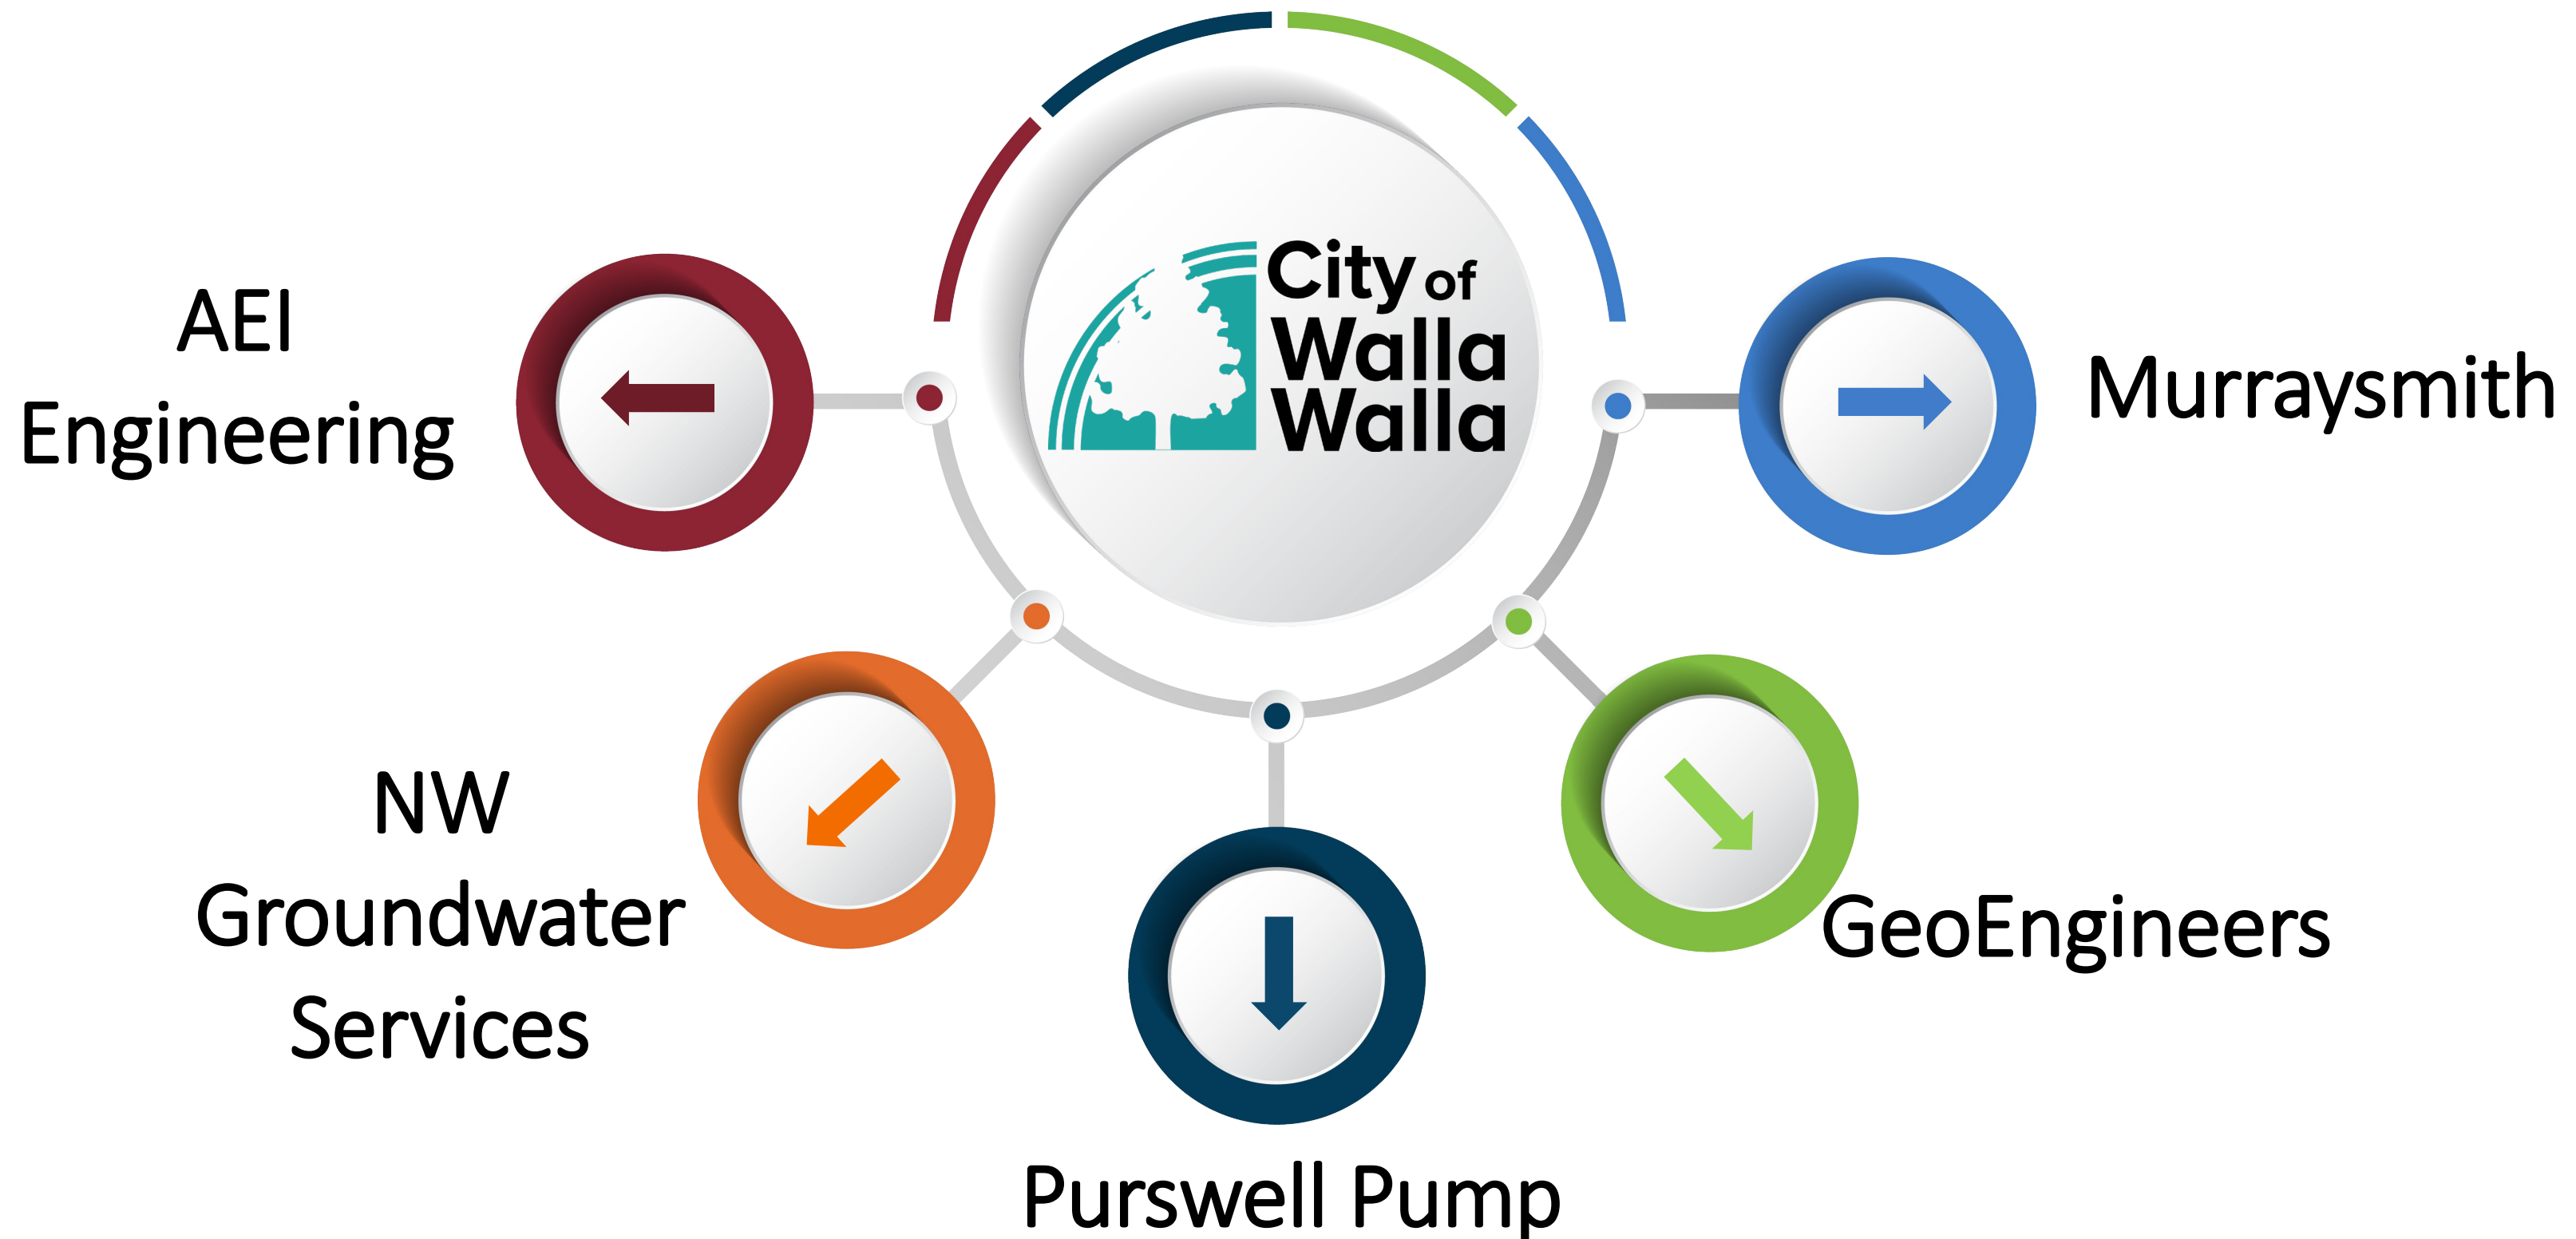 City of
Walla
Walla
AEI
Engineering
Murraysmith
NW
Groundwater
Services
GeoEngineers
Purswell Pump